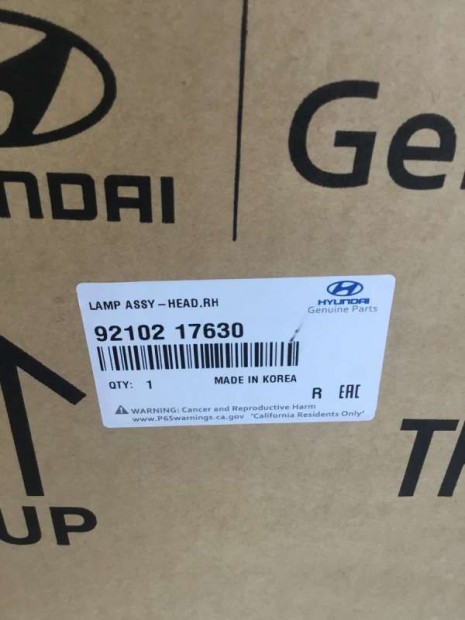 Ge
NDAI
LAMP ASSY-HEAD.RH
HYUNDAI
Genuine Parts
92102 17630
QTY: 1
MADE IN KOREA
R EAC
WARNING: Cancer and Reproductive Harm
www.P65warnings.ca.gov "California Residents Only"
UP
TH